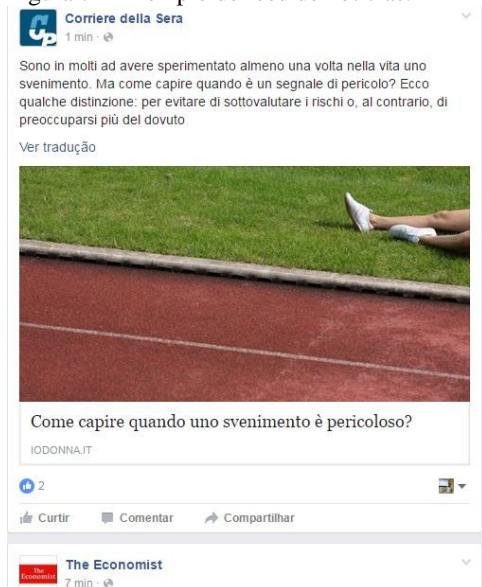 Corriere della Sera
1 min ·
Sono in molti ad avere sperimentato almeno una volta nella vita uno
svenimento. Ma come capire quando è un segnale di pericolo? Ecco
qualche distinzione: per evitare di sottovalutare i rischi o, al contrario, di
preoccuparsi più del dovuto
Ver tradução
Come capire quando uno svenimento è pericoloso?
IODONNA.IT
2
Curtir Comentar Compartilhar
The Economist
The Economist
7 min ·